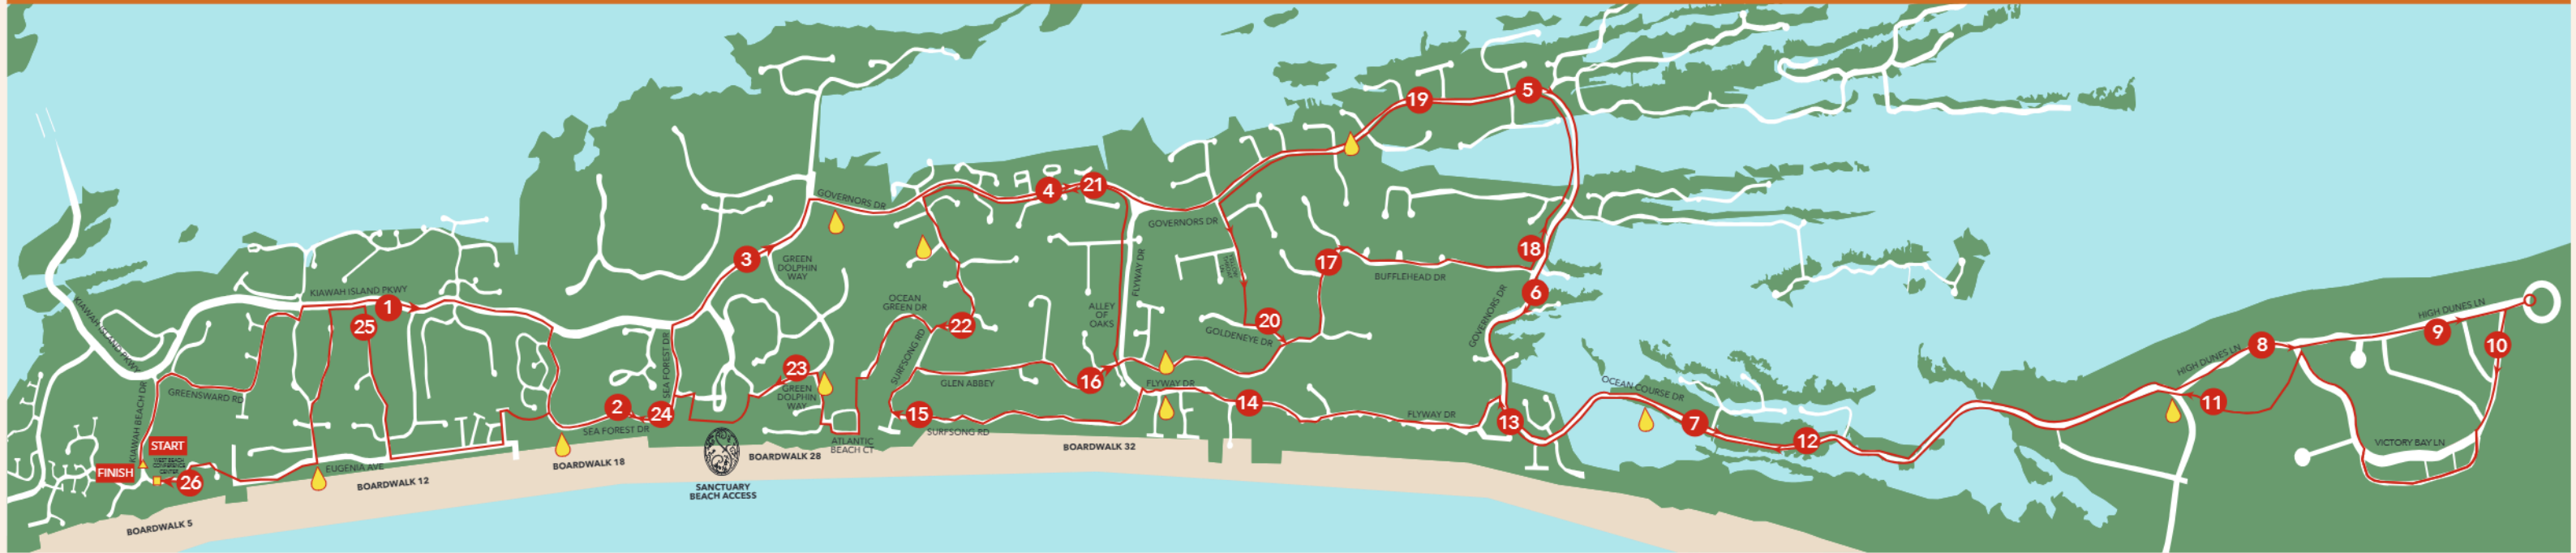 19
5
4
21
GOVERNORS DR
GOVERNORS DR
3
GREEN
DOLPHIN
WAY
18
17
BUFFLEHEAD DR
FLYWAY DR
6
GOVERNORS DR
KIAWAH ISLAND PKWY
KIAWAH ISLAND PKWY
1
25
OCEAN
GREEN DR
22
ALLEY
OF
OAKS
20
GOLDENEYE DR
HIGH DUNES LN
9
10
8
HIGH DUNES LN
SEA FOREST DR
SURFSONG RD
23
GREEN
DOLPHIN
WAY
GLEN ABBEY
16
FLYWAY DR
14
FLYWAY DR
OCEAN COURSE DR
11
GREENSWARD RD
KIAWAH BEACH DR
2
24
SEA FOREST DR
15
SURFSONG RD
13
7
12
VICTORY BAY LN
START
FINISH
26
EUGENIA AVE
ATLANTIC
BEACH CT
BOARDWALK 5
BOARDWALK 12
BOARDWALK 18
BOARDWALK 28
BOARDWALK 32
SANCTUARY
BEACH ACCESS